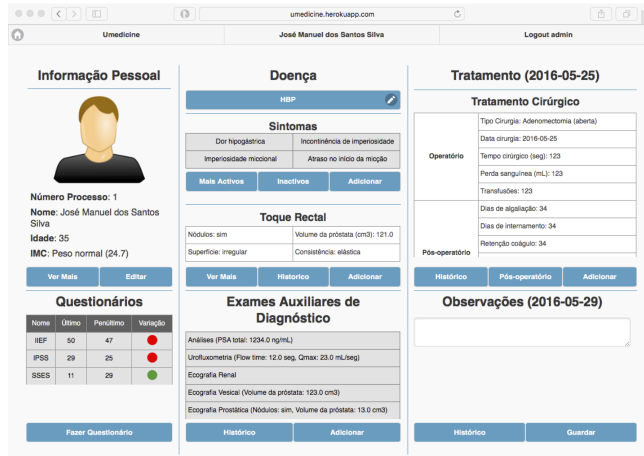 umedicine.herokuapp.com
Umedicine
José Manuel dos Santos Silva
Logout admin
Informação Pessoal
Número Processo: 1
Nome: José Manuel dos Santos
Silva
Idade: 35
IMC: Peso normal (24.7)
Ver Mais
Editar
Doença
HBP
Sintomas
Dor hipogástrica
Incontinência de imperiosidade
Imperiosidade miccional
Atraso no início da micção
Mais Activos
Inactivos
Adicionar
Toque Rectal
Nódulos: sim
Volume da próstata (cm3): 121.0
Superfície: irregular
Consistência: elástica
Ver Mais
Historico
Adicionar
Tratamento (2016-05-25)
Tratamento Cirúrgico
Operatório
Tipo Cirurgia: Adenomectomia (aberta)
Data cirurgia: 2016-05-25
Tempo cirúrgico (seg): 123
Perda sanguínea (mL): 123
Transfusões: 123
Pós-operatório
Dias de algaliação: 34
Dias de internamento: 34
Retenção coágulo: 34
Histórico
Pós-operatório
Adicionar
Questionários
Nome Último Penúltimo Variação
IIEF 50 47
IPSS 29 25
SSES 11 29
Fazer Questionário
Exames Auxiliares de
Diagnóstico
Análises (PSA total: 1234.0 ng/mL)
Urofluxometria (Flow time: 12.0 seg, Qmax: 23.0 mL/seg)
Ecografia Renal
Ecografia Vesical (Volume da próstata: 123.0 cm3)
Ecografia Prostática (Nódulos: sim, Volume da próstata: 13.0 cm3)
Histórico
Adicionar
Observações (2016-05-29)
Histórico
Guardar